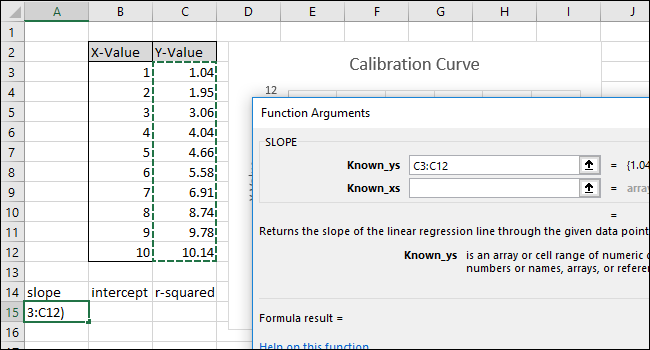 A B C D E F G H I J
1
2 X-Value Y-Value
3 1 1.04
4 2 1.95
5 3 3.06
6 4 4.04
7 5 4.66
8 6 5.58
9 7 6.91
10 8 8.74
11 9 9.78
12 10 10.14
13
14 slope intercept r-squared
15 3:C12)
16
Calibration Curve
12
Function Arguments
SLOPE
Known_ys C3:C12 = {1.04
Known_xs = array
=
Returns the slope of the linear regression line through the given data point
Known_ys is an array or cell range of numeric
numbers or names, arrays, or refere
Formula result =
Help on this function